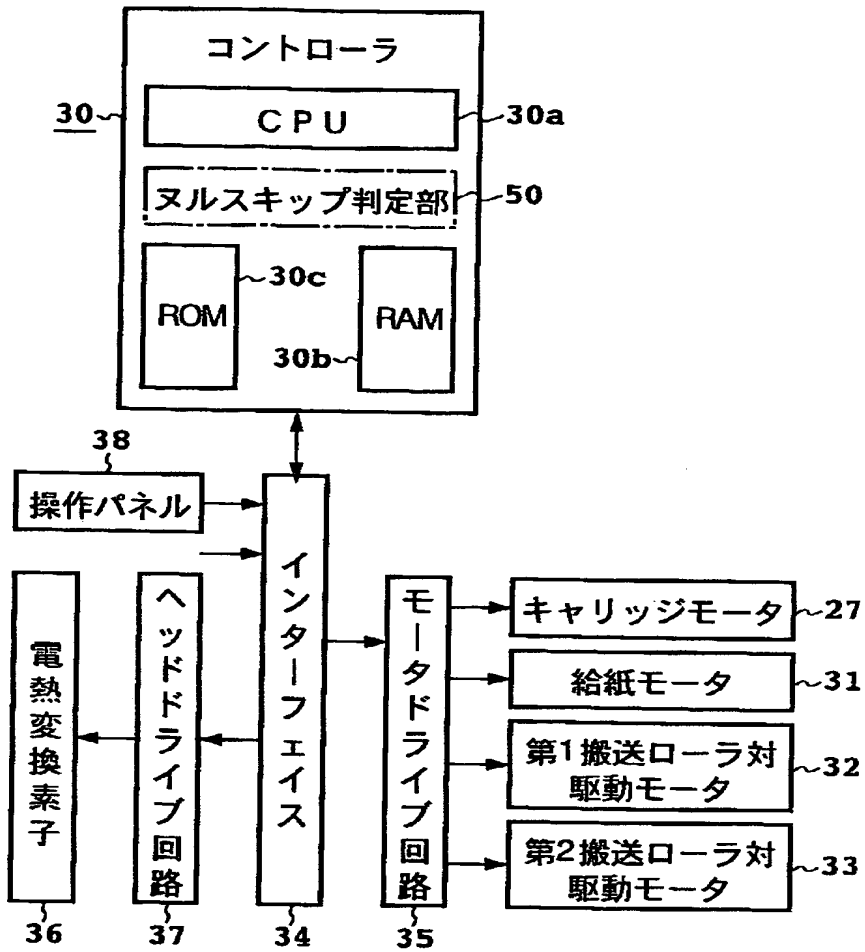 コントローラ
30
CPU
30a
ヌルスキップ判定部
50
30c
ROM
RAM
30b
38
操作パネル
インターフェイス
電熱変換素子
ヘッドドライブ回路
モータドライブ回路
キャリッジモータ
27
給紙モータ
31
第1搬送ローラ対
駆動モータ
32
第2搬送ローラ対
駆動モータ
33
36
37
34
35